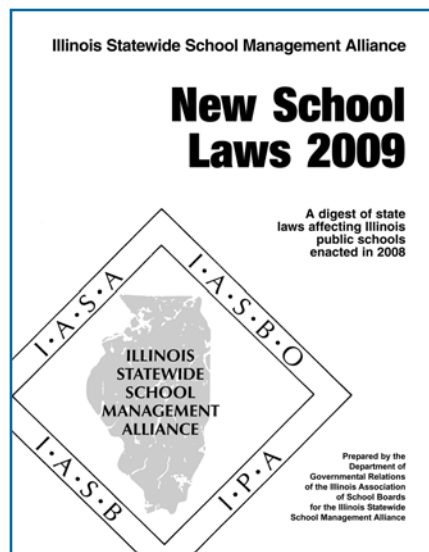 Illinois Statewide School Management Alliance
New School
Laws 2009
A digest of state
laws affecting Illinois
public schools
enacted in 2008
I•A•S•A
I•A•S•B•O
ILLINOIS
STATEWIDE
SCHOOL
MANAGEMENT
ALLIANCE
I•A•S•B
I•P•A
Prepared by the
Department of
Governmental Relations
of the Illinois Association
of School Boards
for the Illinois Statewide
School Management Alliance